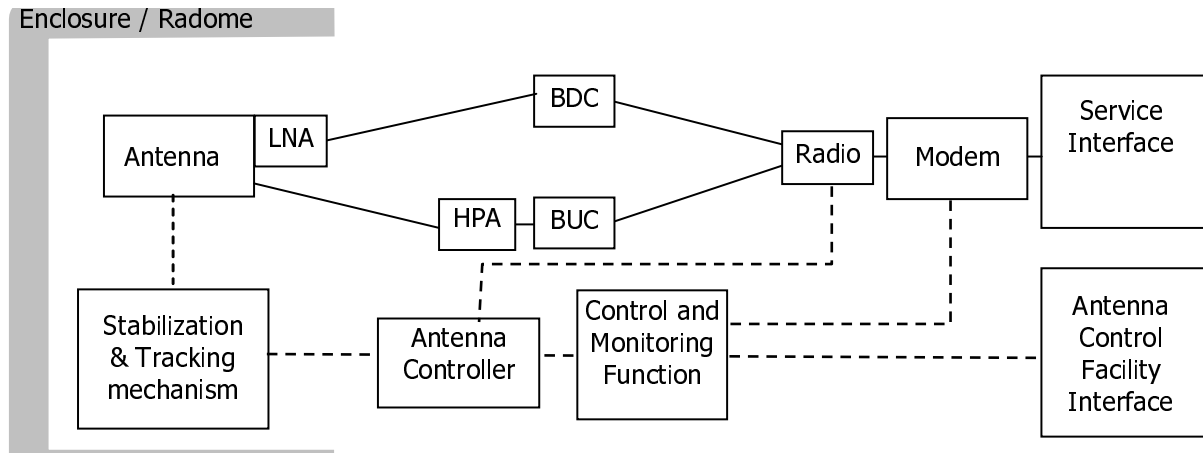 Enclosure / Radome
BDC
LNA
Antenna
Radio
Modem
Service
Interface
HPA
BUC
Stabilization
& Tracking
mechanism
Antenna
Controller
Control and
Monitoring
Function
Antenna
Control
Facility
Interface